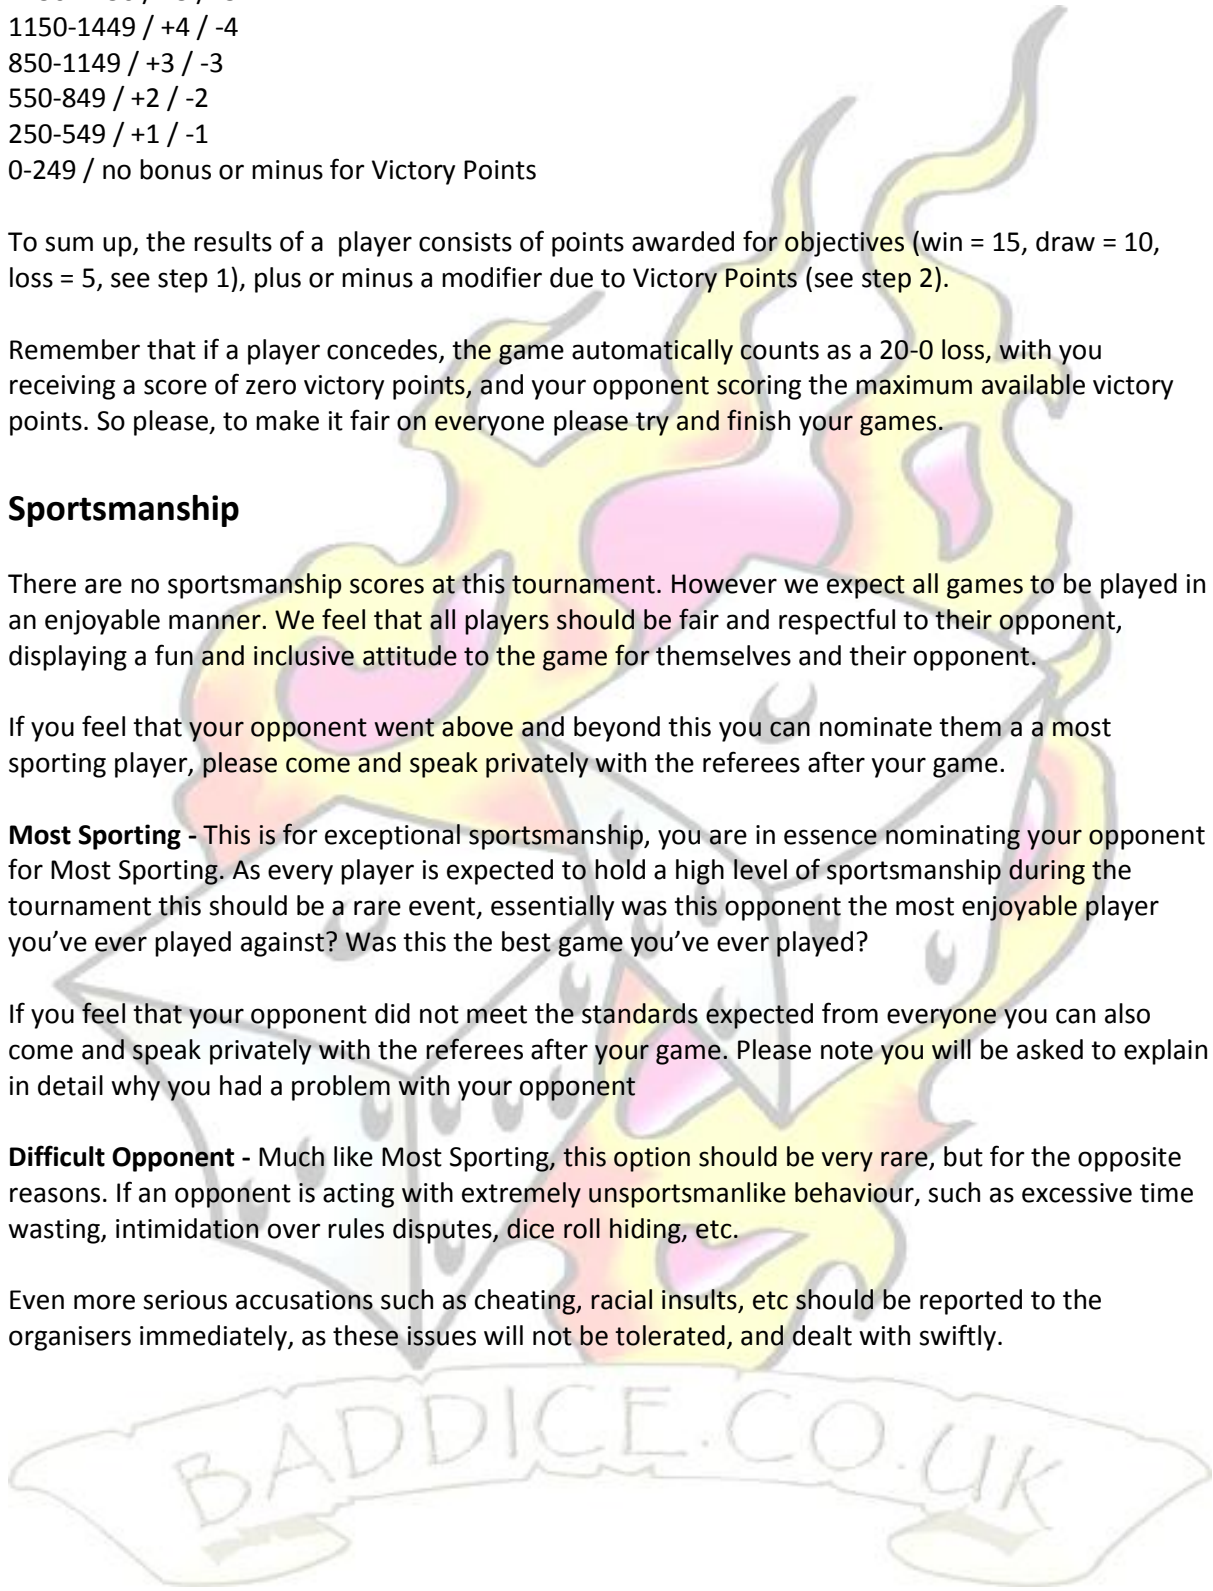 1150-1449 / +4 / -4
850-1149 / +3 / -3
550-849 / +2 / -2
250-549 / +1 / -1
0-249 / no bonus or minus for Victory Points
To sum up, the results of a player consists of points awarded for objectives (win = 15, draw = 10,
loss = 5, see step 1), plus or minus a modifier due to Victory Points (see step 2).
Remember that if a player concedes, the game automatically counts as a 20-0 loss, with you
receiving a score of zero victory points, and your opponent scoring the maximum available victory
points. So please, to make it fair on everyone please try and finish your games.
Sportsmanship
There are no sportsmanship scores at this tournament. However we expect all games to be played in
an enjoyable manner. We feel that all players should be fair and respectful to their opponent,
displaying a fun and inclusive attitude to the game for themselves and their opponent.
If you feel that your opponent went above and beyond this you can nominate them a a most
sporting player, please come and speak privately with the referees after your game.
Most Sporting - This is for exceptional sportsmanship, you are in essence nominating your opponent
for Most Sporting. As every player is expected to hold a high level of sportsmanship during the
tournament this should be a rare event, essentially was this opponent the most enjoyable player
you've ever played against? Was this the best game you've ever played?
If you feel that your opponent did not meet the standards expected from everyone you can also
come and speak privately with the referees after your game. Please note you will be asked to explain
in detail why you had a problem with your opponent
Difficult Opponent - Much like Most Sporting, this option should be very rare, but for the opposite
reasons. If an opponent is acting with extremely unsportsmanlike behaviour, such as excessive time
wasting, intimidation over rules disputes, dice roll hiding, etc.
Even more serious accusations such as cheating, racial insults, etc should be reported to the
organisers immediately, as these issues will not be tolerated, and dealt with swiftly.
BADDICE.CO.UK